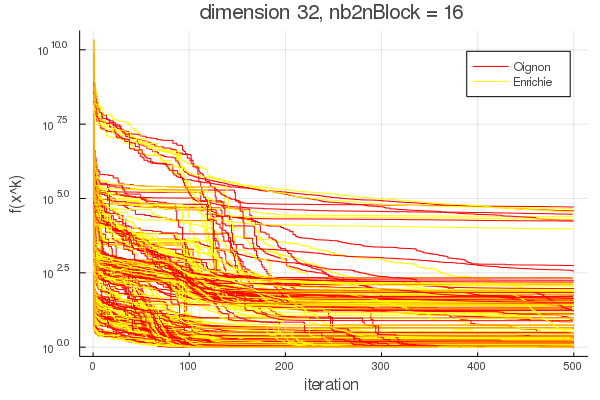 dimension 32, nb2nBlock = 16
10^10.0
10^7.5
10^5.0
10^2.5
10^0.0
f(x^k)
Oignon
Enrichie
0 100 200 300 400 500
iteration